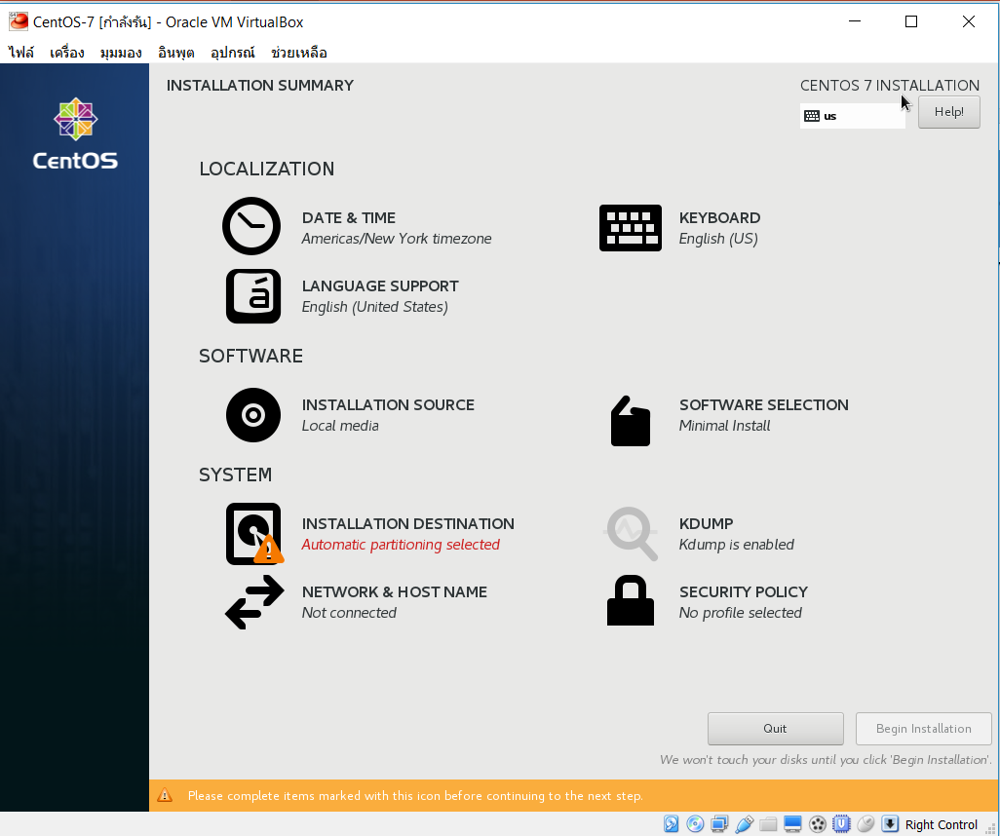 CentOS-7 [กำลังรัน] - Oracle VM VirtualBox
ไฟล์ เครื่อง มุมมอง อินพุต อุปกรณ์ ช่วยเหลือ
CentOS
INSTALLATION SUMMARY
CENTOS 7 INSTALLATION
us
Help!
LOCALIZATION
DATE & TIME
Americas/New York timezone
KEYBOARD
English (US)
á
LANGUAGE SUPPORT
English (United States)
SOFTWARE
INSTALLATION SOURCE
Local media
SOFTWARE SELECTION
Minimal Install
SYSTEM
INSTALLATION DESTINATION
Automatic partitioning selected
KDUMP
Kdump is enabled
NETWORK & HOST NAME
Not connected
SECURITY POLICY
No profile selected
Quit
Begin Installation
We won't touch your disks until you click 'Begin Installation'.
Please complete items marked with this icon before continuing to the next step.
Right Control